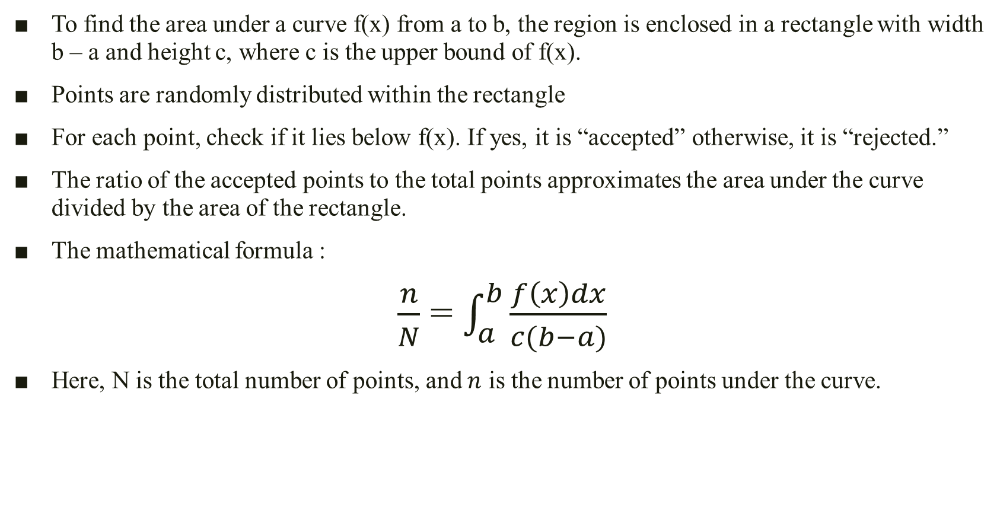 ■ To find the area under a curve f(x) from a to b, the region is enclosed in a rectangle with width
b – a and height c, where c is the upper bound of f(x).
■ Points are randomly distributed within the rectangle
■ For each point, check if it lies below f(x). If yes, it is “accepted” otherwise, it is “rejected.”
■ The ratio of the accepted points to the total points approximates the area under the curve
divided by the area of the rectangle.
■ The mathematical formula :
n/N = ∫_a^b f(x)dx/c(b−a)
■ Here, N is the total number of points, and n is the number of points under the curve.